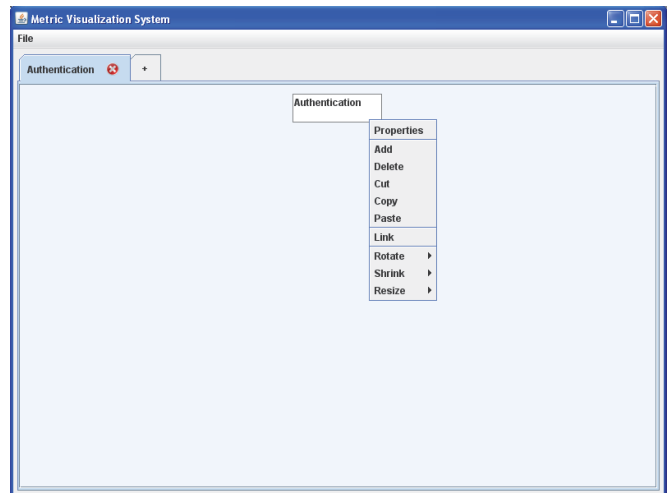 Metric Visualization System
File
Authentication
+
Authentication
Properties
Add
Delete
Cut
Copy
Paste
Link
Rotate
Shrink
Resize